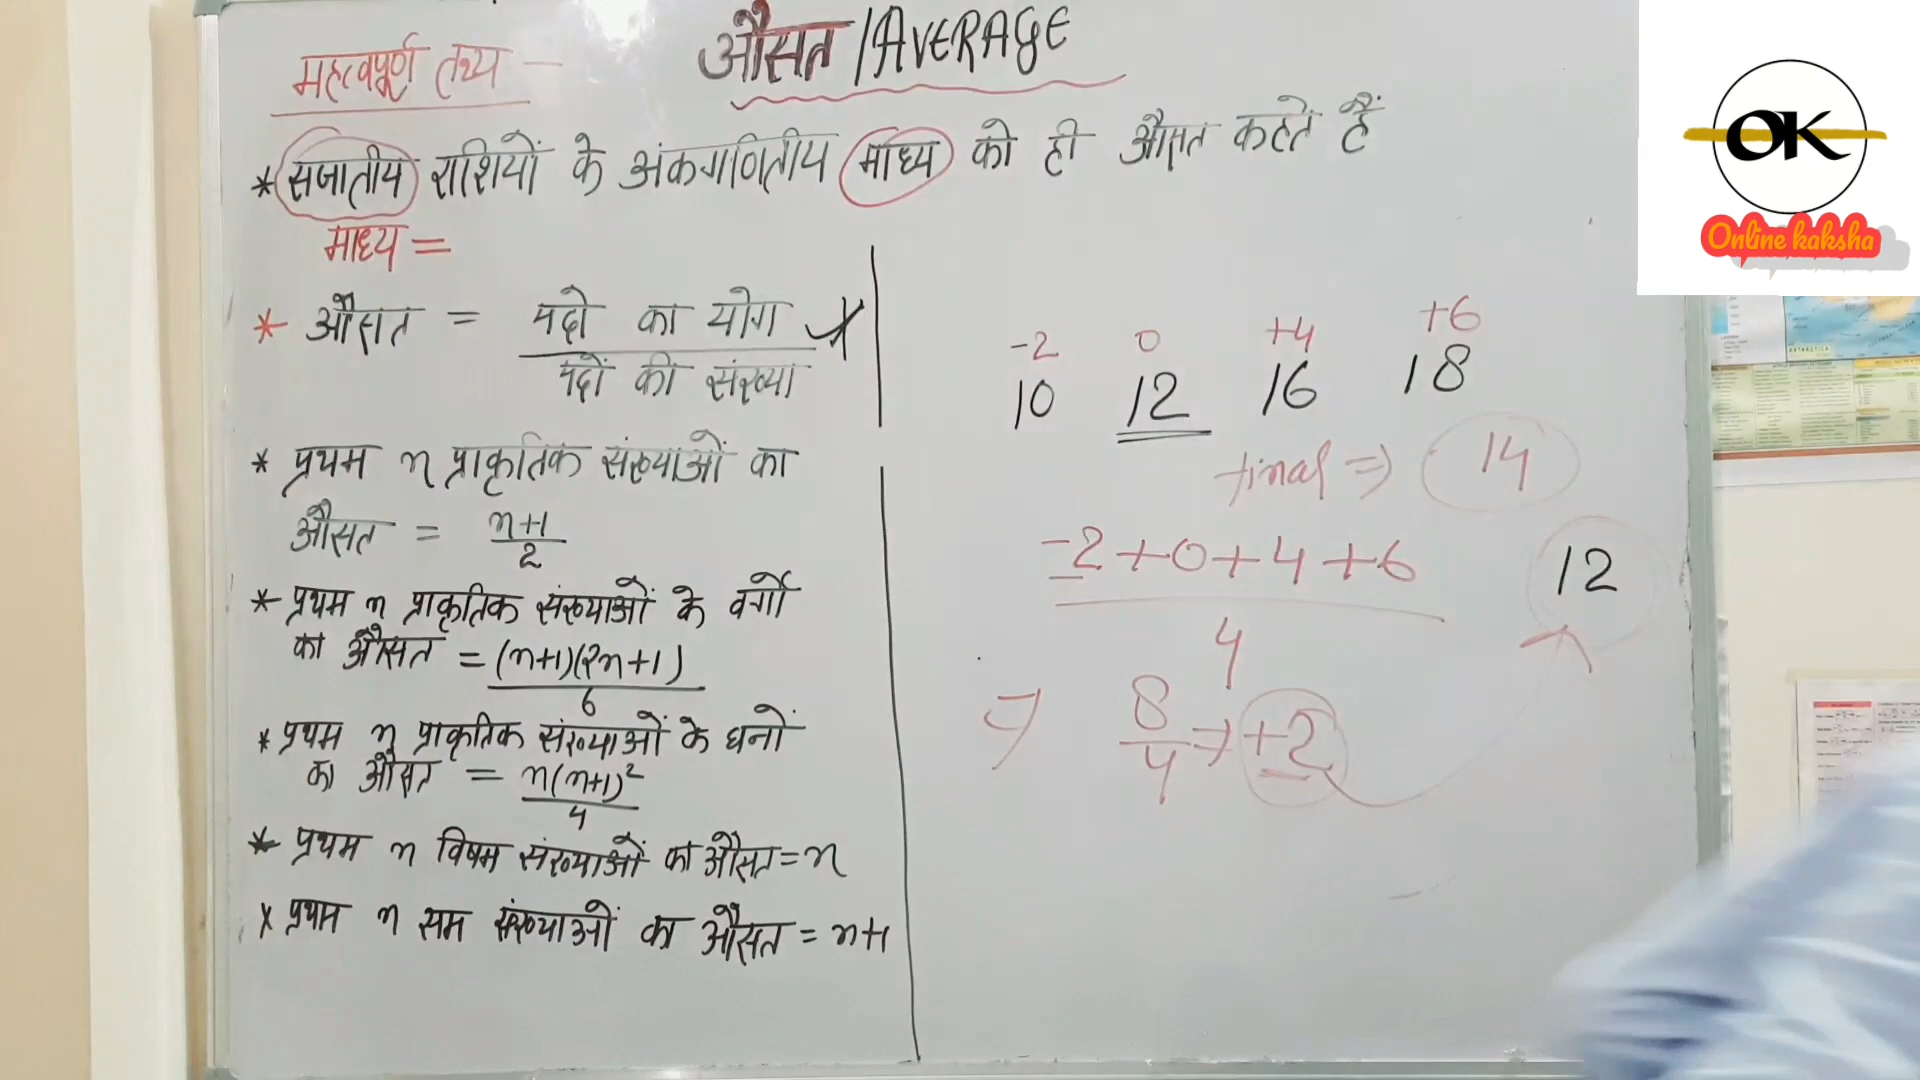 औसत / AVERAGE
महत्वपूर्ण तथ्य —
* सजातीय राशियों के अंकगणितीय माध्य को ही औसत कहते हैं
माध्य =
* औसत = पदो का योग
पदों की संख्या
* प्रथम n प्राकृतिक संख्याओं का
औसत = n+1
2
* प्रथम n प्राकृतिक संख्याओं के वर्गों
का औसत = (n+1)(2n+1)
6
* प्रथम n प्राकृतिक संख्याओं के घनों
का औसत = n(n+1)²
4
* प्रथम n विषम संख्याओं का औसत = n
* प्रथम n सम संख्याओं का औसत = n+1
-2 0 +4 +6
10 12 16 18
final => 14
-2+0+4+6
4
12
=> 8
4
=> +2
OK
Online kaksha
ANTARCTICA